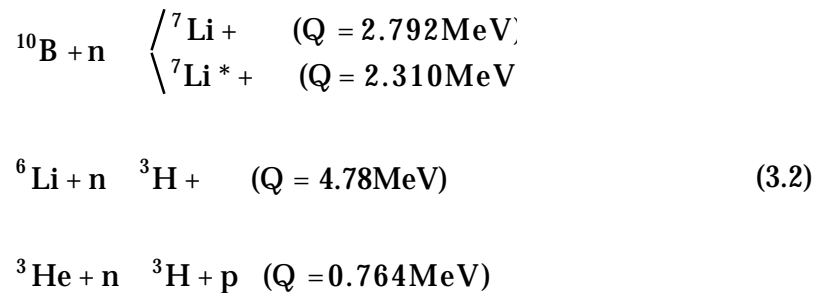 ¹⁰B + n ⁷Li + (Q = 2.792MeV)
⁷Li * + (Q = 2.310MeV
⁶Li + n ³H + (Q = 4.78MeV) (3.2)
³He + n ³H + p (Q = 0.764MeV)